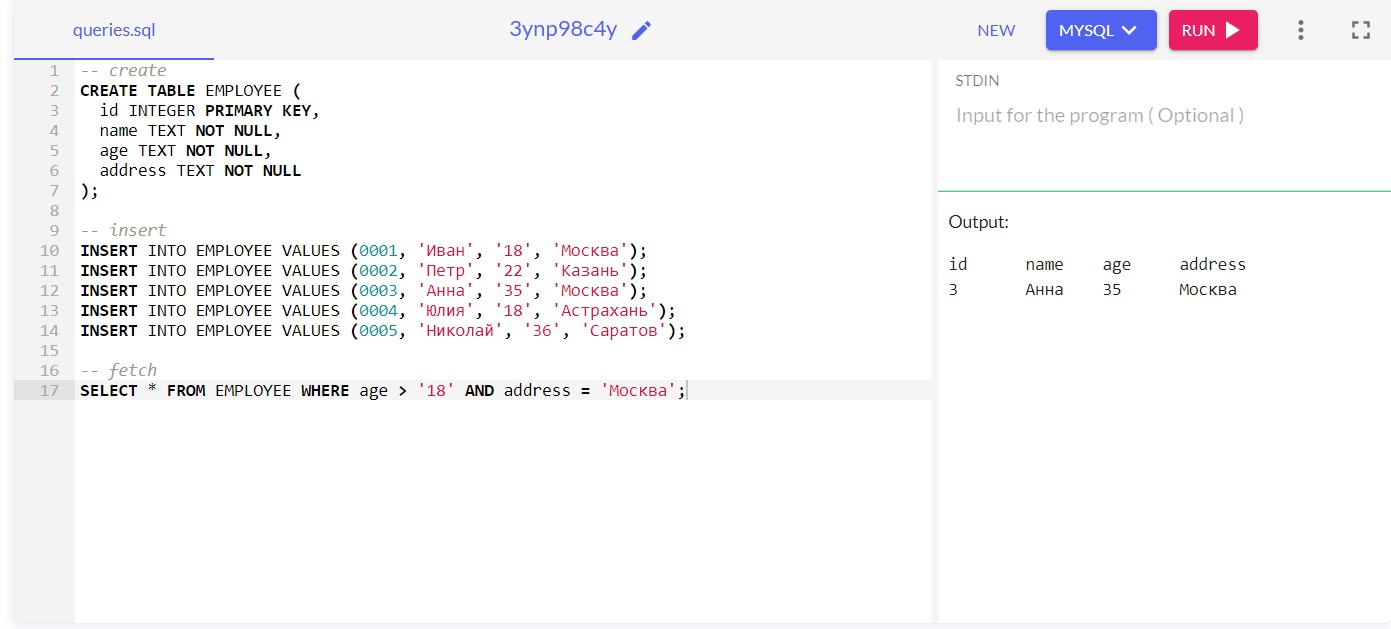 queries.sql
3ynp98c4y
NEW
MYSQL
RUN
1 -- create
2 CREATE TABLE EMPLOYEE (
3   id INTEGER PRIMARY KEY,
4   name TEXT NOT NULL,
5   age TEXT NOT NULL,
6   address TEXT NOT NULL
7 );
8
9 -- insert
10 INSERT INTO EMPLOYEE VALUES (0001, 'Иван', '18', 'Москва');
11 INSERT INTO EMPLOYEE VALUES (0002, 'Петр', '22', 'Казань');
12 INSERT INTO EMPLOYEE VALUES (0003, 'Анна', '35', 'Москва');
13 INSERT INTO EMPLOYEE VALUES (0004, 'Юлия', '18', 'Астрахань');
14 INSERT INTO EMPLOYEE VALUES (0005, 'Николай', '36', 'Саратов');
15
16 -- fetch
17 SELECT * FROM EMPLOYEE WHERE age > '18' AND address = 'Москва';
STDIN
Input for the program ( Optional )
Output:
id name age address
3 Анна 35 Москва